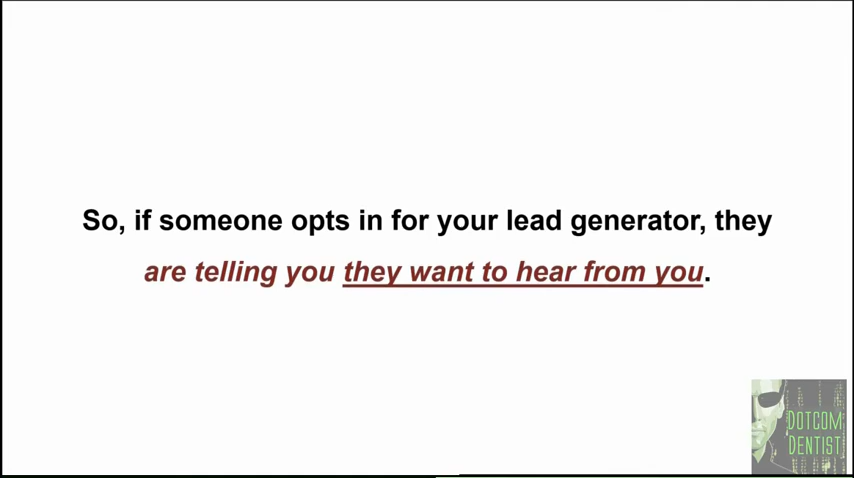 So, if someone opts in for your lead generator, they
are telling you they want to hear from you.
DOTCOM
DENTIST